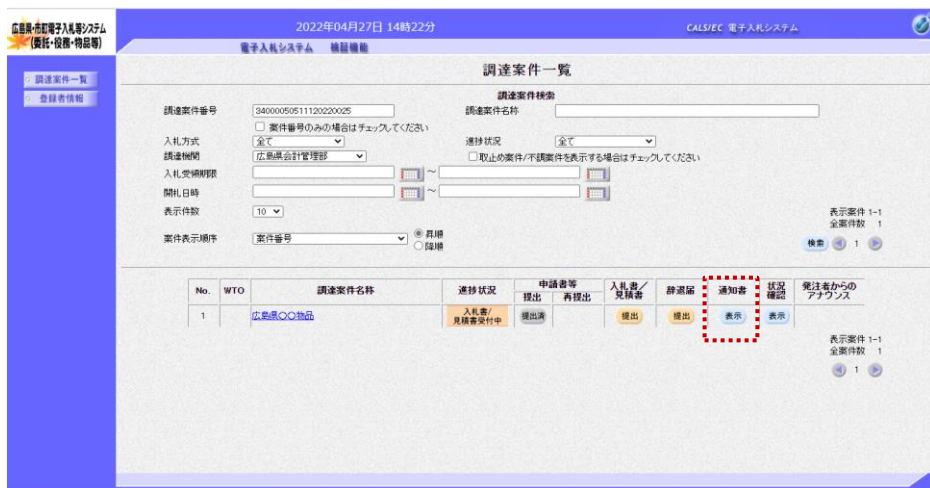 広島県・市町電子入札等システム
(委託・役務・物品等)
2022年04月27日 14時22分
CALS/EC 電子入札システム
電子入札システム 検証機能
調達案件一覧
登録者情報
調達案件一覧
調達案件検索
調達案件番号 34000050511120220025 調達案件名称
案件番号のみの場合はチェックしてください
入札方式 全て 進捗状況 全て
調達機関 広島県会計管理部 取止め案件/不調案件を表示する場合はチェックしてください
入札受領期限 ~
開札日時 ~
表示件数 10
表示案件 1-1
全案件数 1
案件表示順序 案件番号 昇順
降順
検索 1
No. WTO 調達案件名称 進捗状況 申請書等 入札書/見積書 辞退届 通知書 状況確認 発注者からのアナウンス
提出 再提出
1 広島県〇〇物品 入札書/見積書受付中 提出済 提出 提出 表示 表示
表示案件 1-1
全案件数 1
1